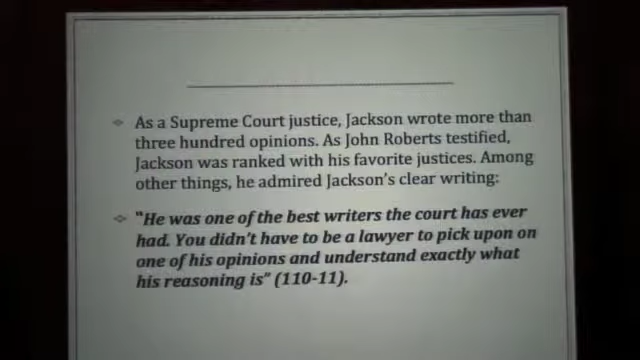 As a Supreme Court justice, Jackson wrote more than
three hundred opinions. As John Roberts testified,
Jackson was ranked with his favorite justices. Among
other things, he admired Jackson's clear writing:
"He was one of the best writers the court has ever
had. You didn't have to be a lawyer to pick upon on
one of his opinions and understand exactly what
his reasoning is" (110-11).